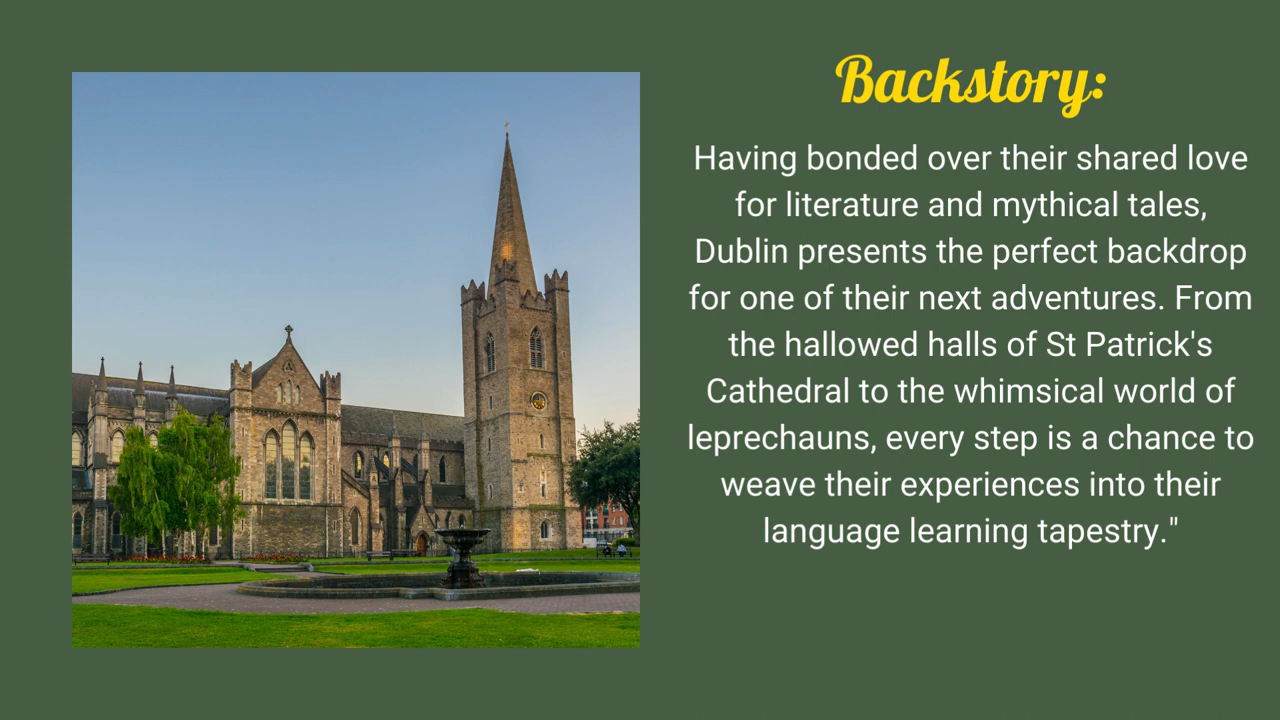 Backstory:
Having bonded over their shared love
for literature and mythical tales,
Dublin presents the perfect backdrop
for one of their next adventures. From
the hallowed halls of St Patrick's
Cathedral to the whimsical world of
leprechauns, every step is a chance to
weave their experiences into their
language learning tapestry."